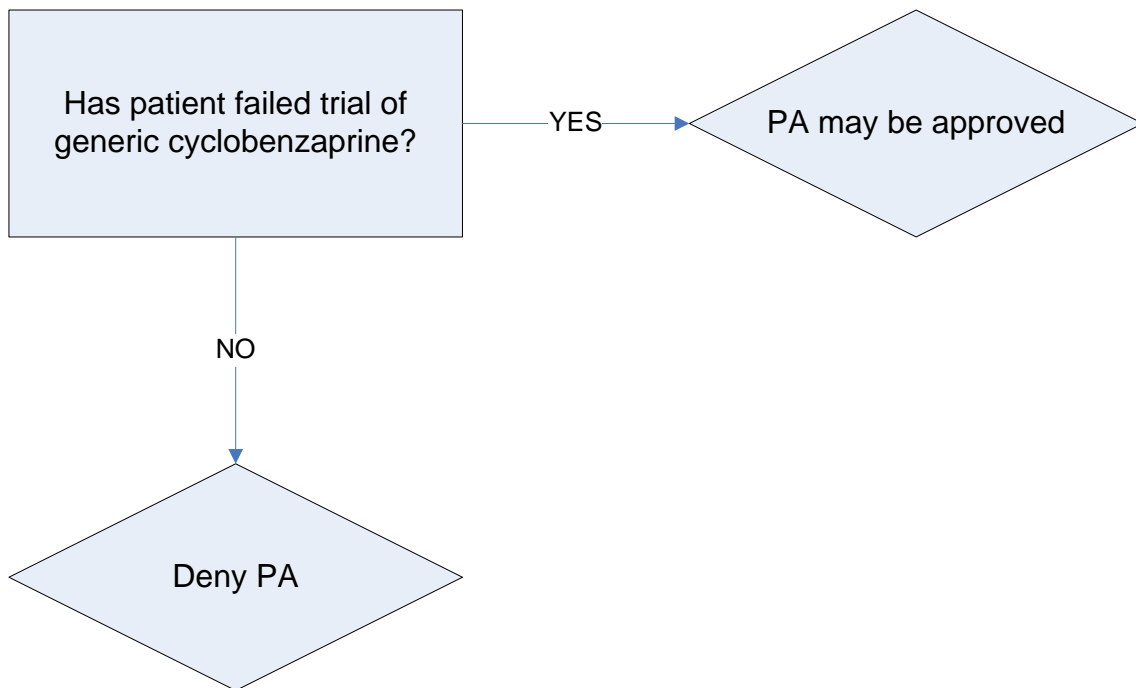 Has patient failed trial of
generic cyclobenzaprine?
YES
PA may be approved
NO
Deny PA